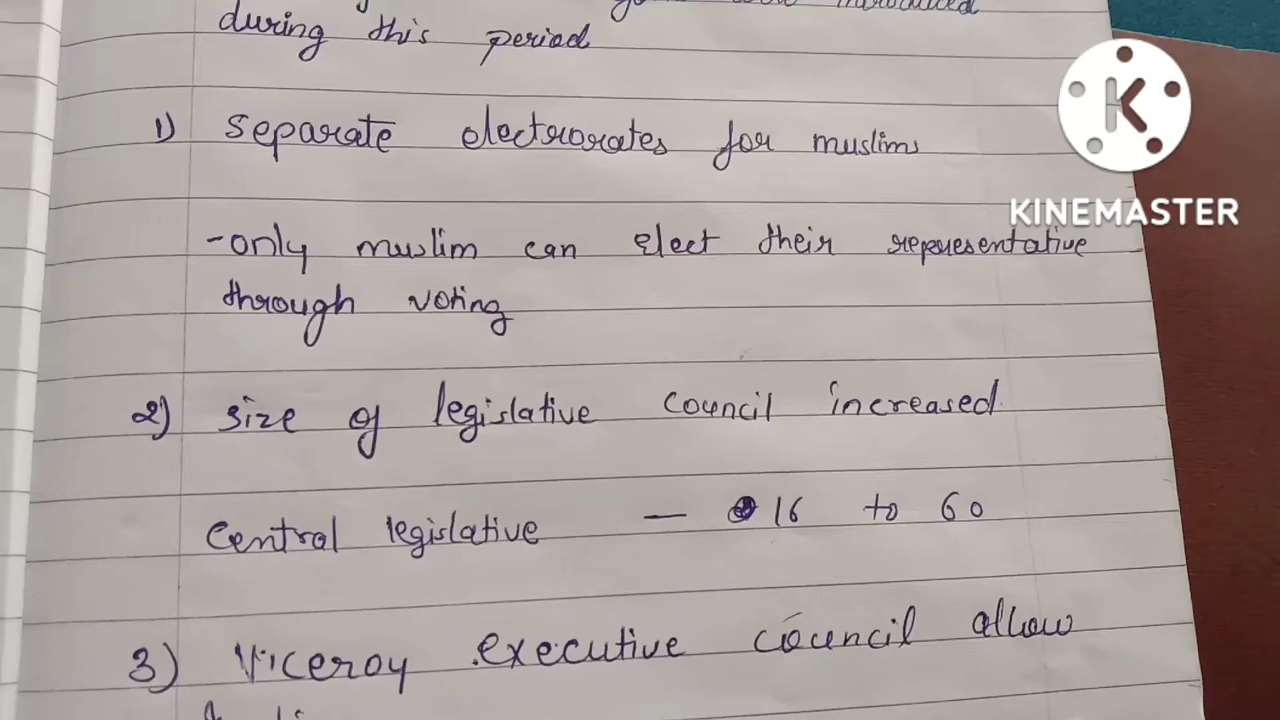 introduced
during this period
1) separate electrorates for muslims
-only muslim can elect their representative
through voting
2) size of legislative council increased.
Central legislative — 16 to 60
3) Viceroy executive council allow
K
KINEMASTER